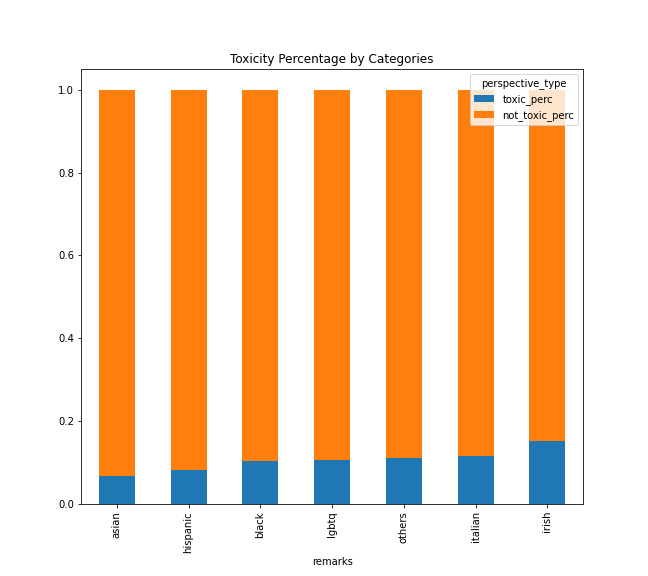 Toxicity Percentage by Categories
perspective_type
toxic_perc
not_toxic_perc
1.0
0.8
0.6
0.4
0.2
0.0
asian
hispanic
black
lgbtq
others
italian
irish
remarks